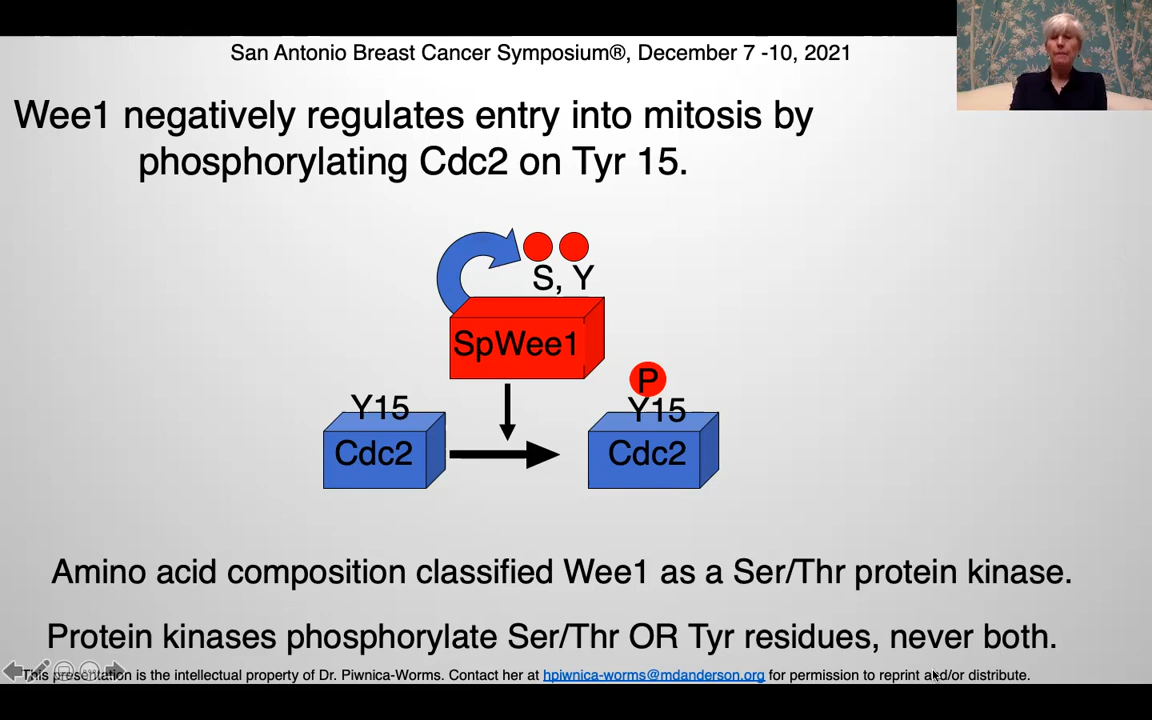 San Antonio Breast Cancer Symposium®, December 7 -10, 2021
Wee1 negatively regulates entry into mitosis by
phosphorylating Cdc2 on Tyr 15.
S, Y
SpWee1
P
Y15
Y15
Cdc2
Cdc2
Amino acid composition classified Wee1 as a Ser/Thr protein kinase.
Protein kinases phosphorylate Ser/Thr OR Tyr residues, never both.
This presentation is the intellectual property of Dr. Piwnica-Worms. Contact her at hpiwnica-worms@mdanderson.org for permission to reprint and/or distribute.